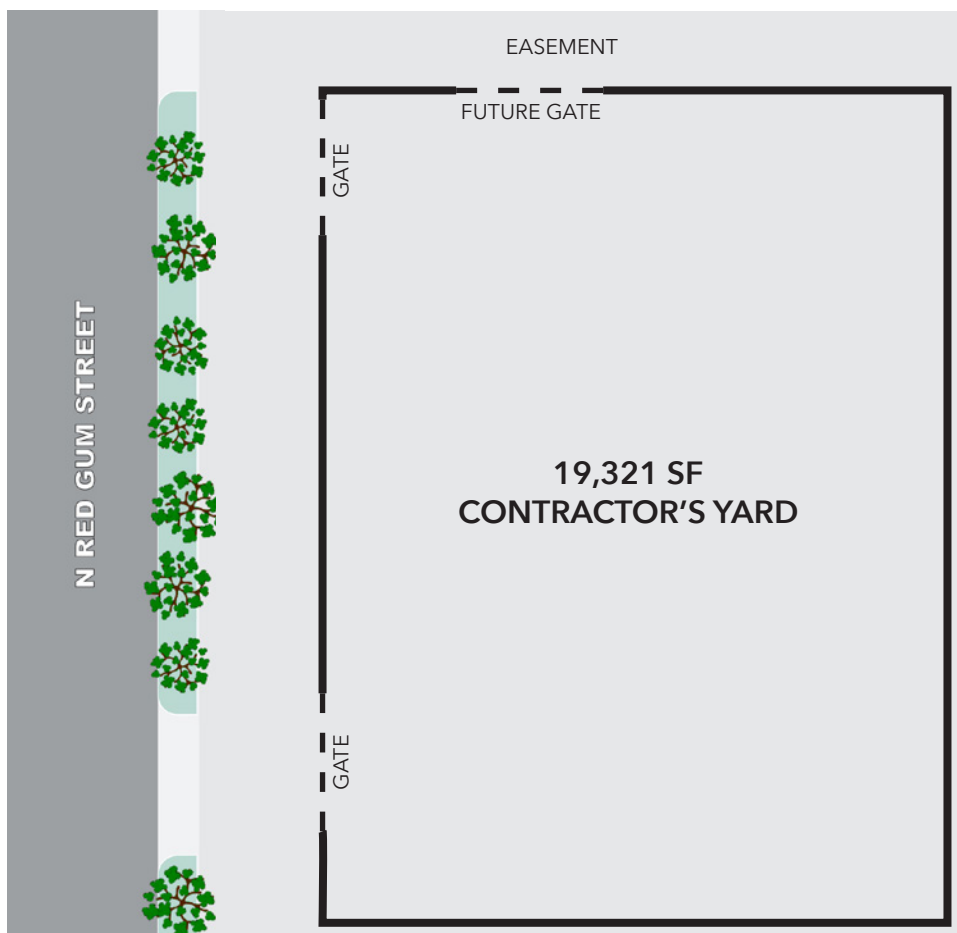 EASEMENT
FUTURE GATE
GATE
N RED GUM STREET
19,321 SF
CONTRACTOR'S YARD
GATE